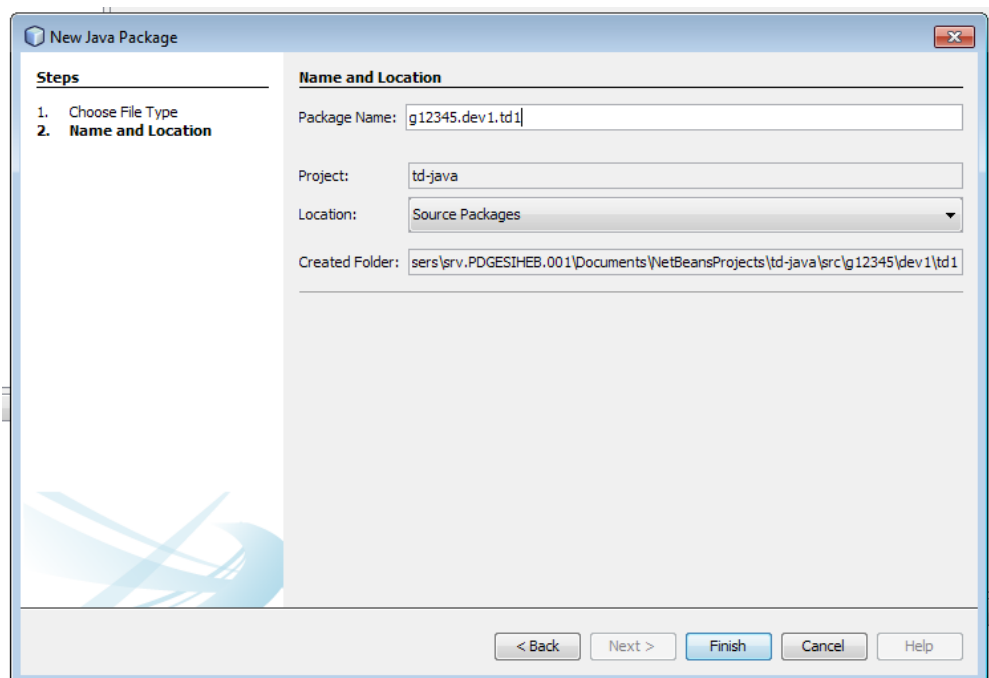 New Java Package
Steps
1. Choose File Type
2. Name and Location
Name and Location
Package Name: g12345.dev1.td1
Project: td-java
Location: Source Packages
Created Folder: sers\srv.PDGESIHEB.001\Documents\NetBeansProjects\td-java\src\g12345\dev1\td1
< Back Next > Finish Cancel Help